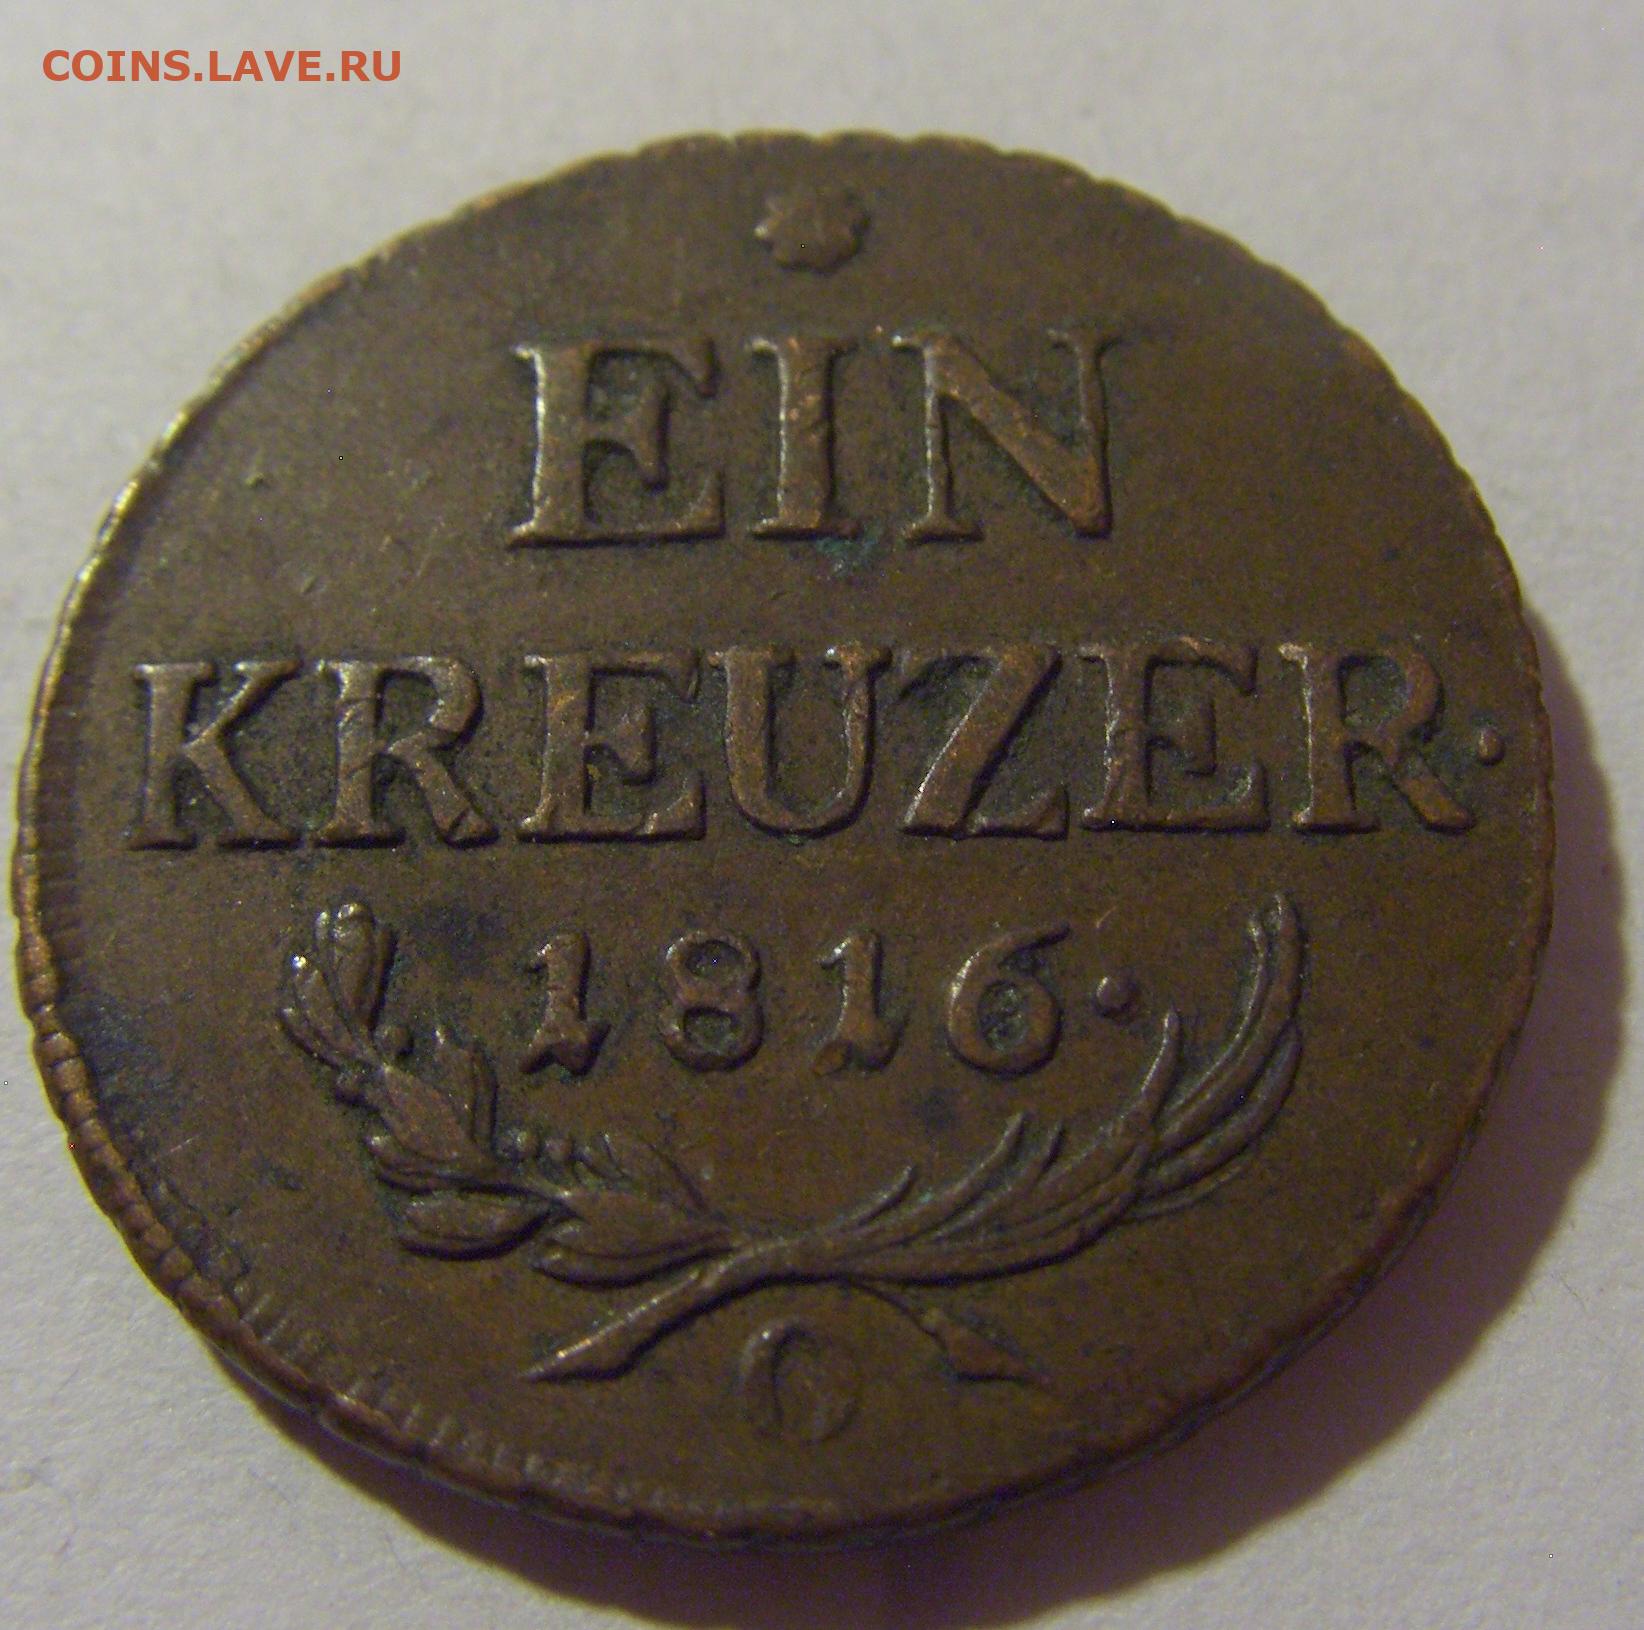 COINS.LAVE.RU
EIN
KREUZER.
1816.
O